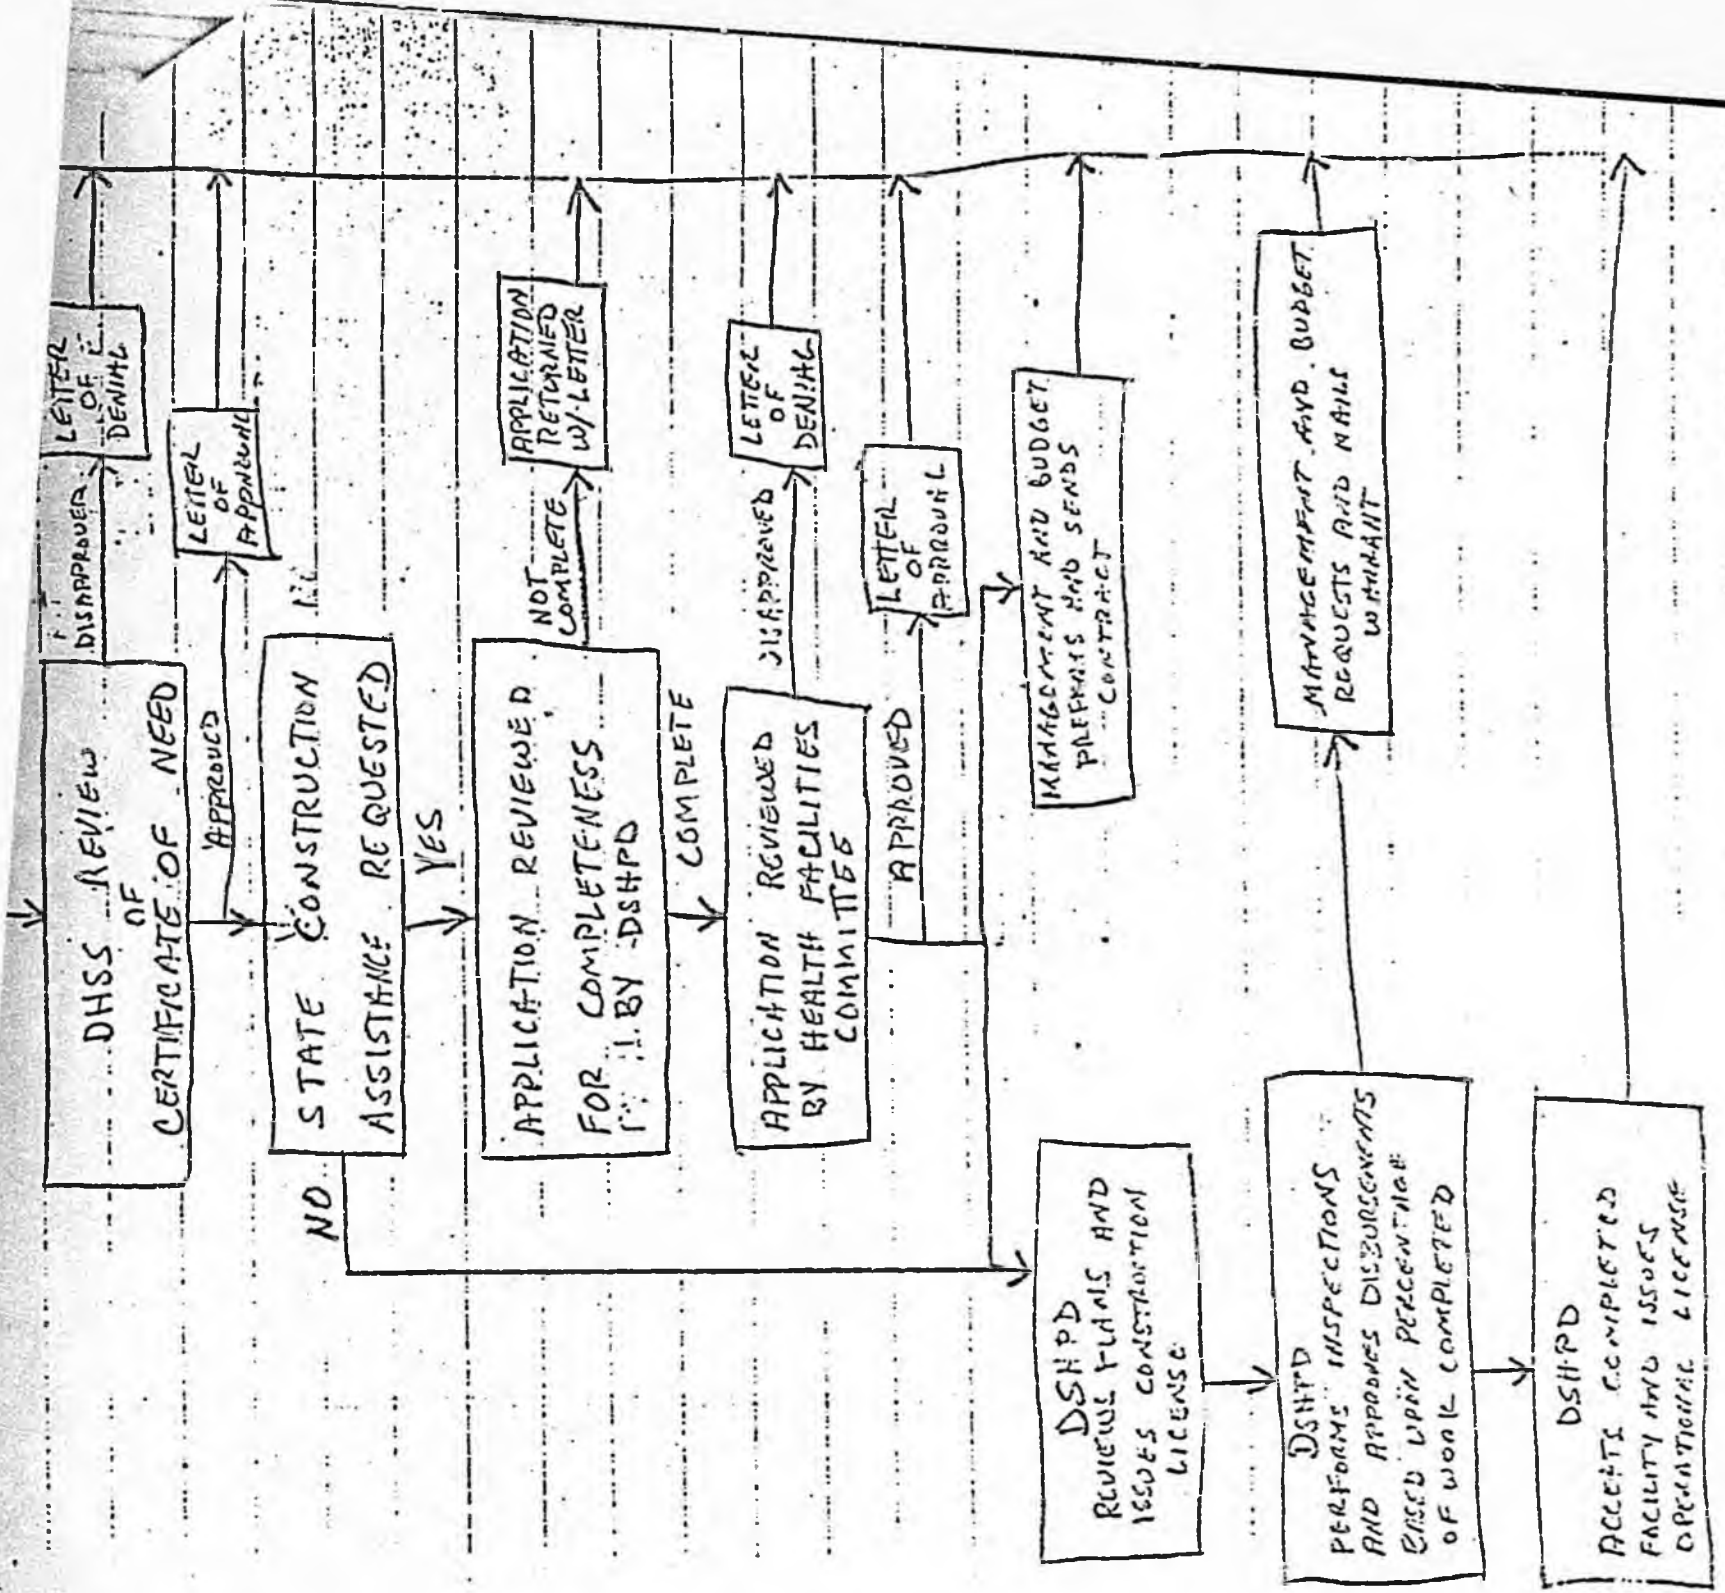 DHSS REVIEW
OF
CERTIFICATE OF NEED
DISAPPROVED
LETTER
OF
DENIAL
APPROVED
LETTER
OF
APPROVAL
STATE CONSTRUCTION
ASSISTANCE REQUESTED
NO
YES
APPLICATION REVIEWED
FOR COMPLETENESS
BY DSHPD
NOT
COMPLETE
APPLICATION
RETURNED
W/LETTER
COMPLETE
APPLICATION REVIEWED
BY HEALTH FACILITIES
COMMITTEE
DISAPPROVED
LETTER
OF
DENIAL
APPROVED
LETTER
OF
APPROVAL
MANAGEMENT AND BUDGET
PREPARES AND SENDS
CONTRACT
DSHPD
REVIEWS PLANS AND
ISSUES CONSTRUCTION
LICENSE
DSHPD
PERFORMS INSPECTIONS
AND APPROVES DISBURSEMENTS
BASED UPON PERCENTAGE
OF WORK COMPLETED
MANAGEMENT AND BUDGET
REQUESTS AND MAILS
WARRANT
DSHPD
ACCEPTS COMPLETED
FACILITY AND ISSUES
OPERATIONAL LICENSE